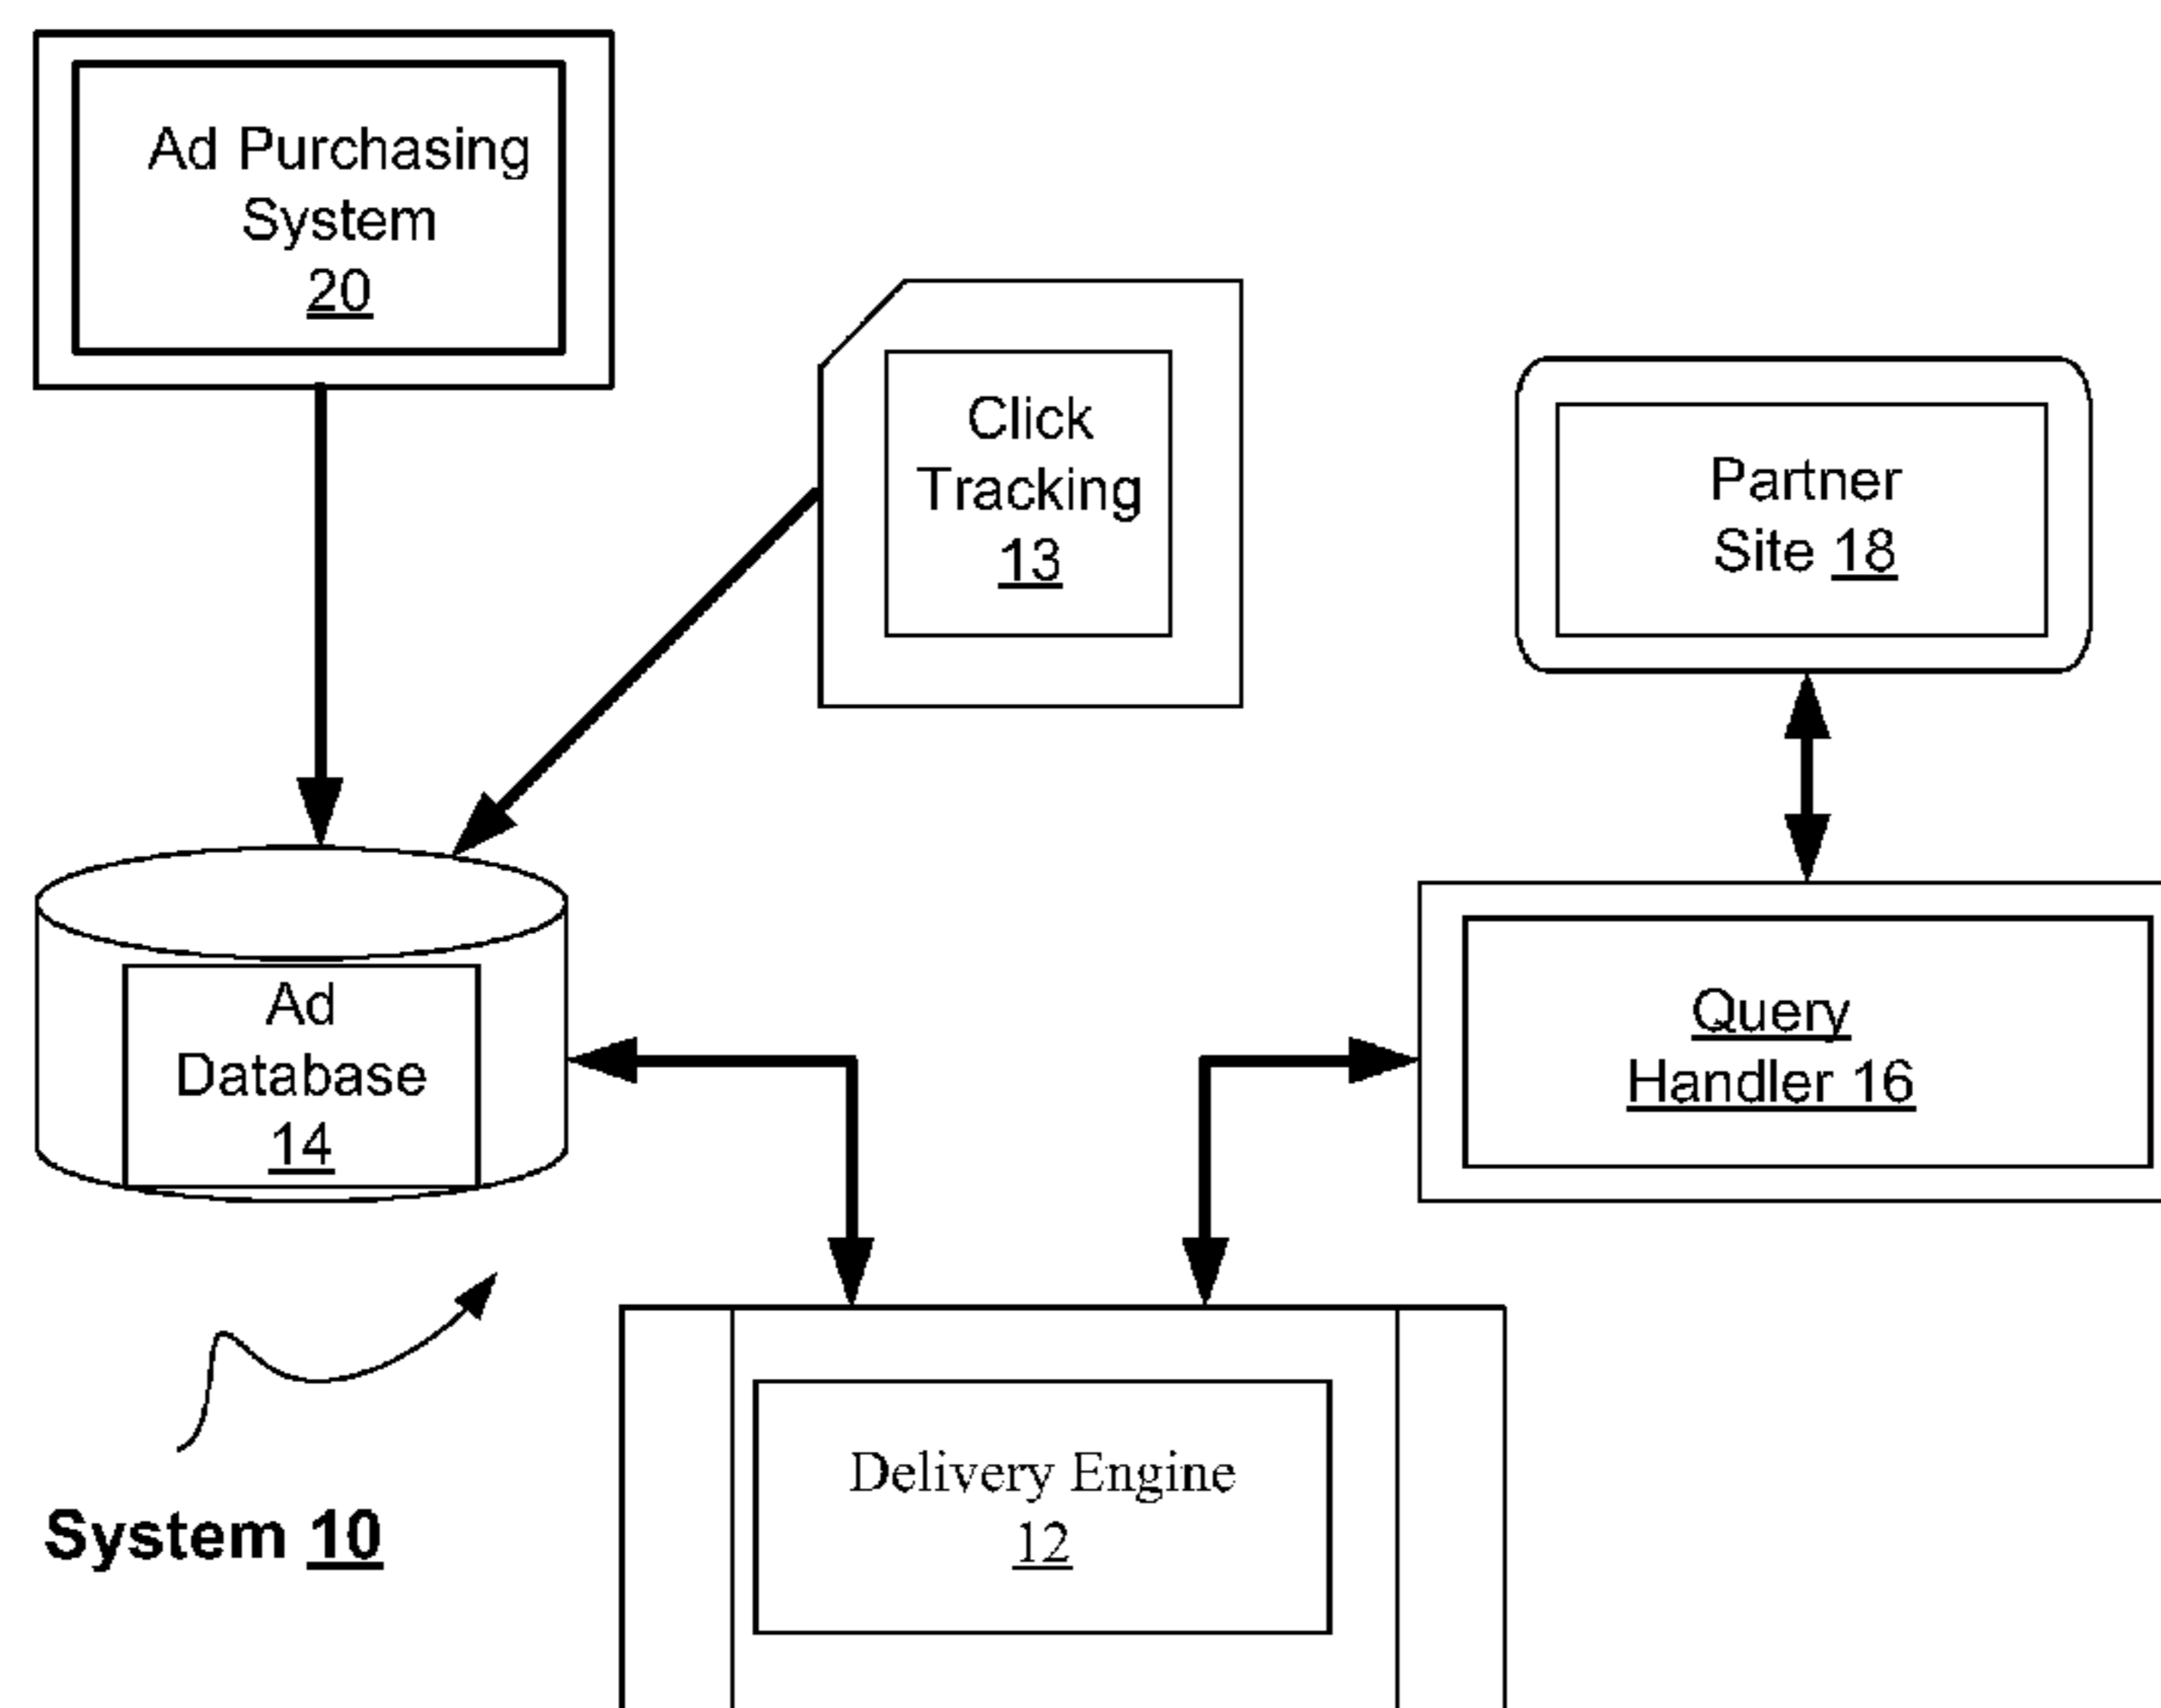 Ad Purchasing
System
20
Click
Tracking
13
Partner
Site 18
Ad
Database
14
Query
Handler 16
Delivery Engine
12
System 10